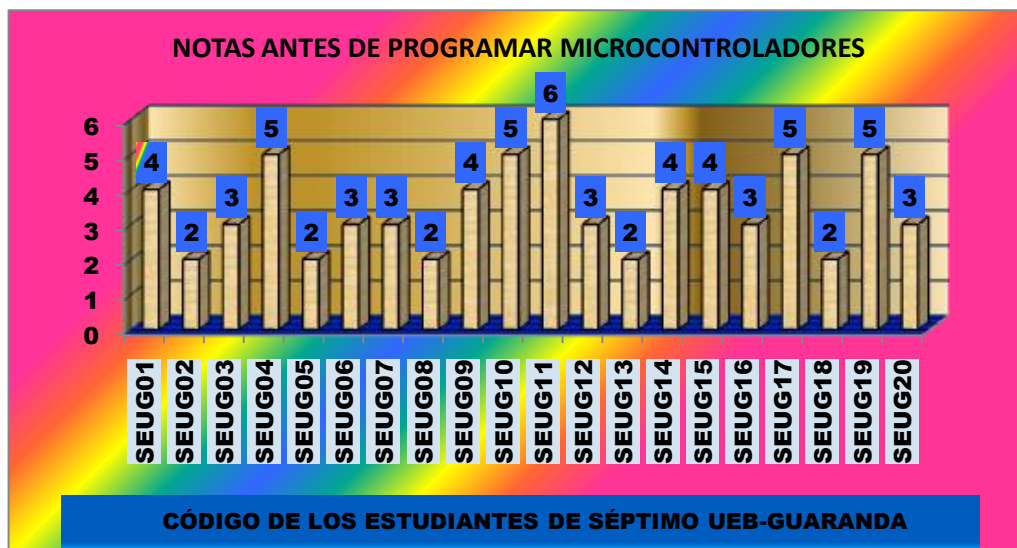 NOTAS ANTES DE PROGRAMAR MICROCONTROLADORES
6
5
4
3
2
1
0
4
2
3
5
2
3
3
2
4
5
6
3
2
4
4
3
5
2
5
3
SEUG01
SEUG02
SEUG03
SEUG04
SEUG05
SEUG06
SEUG07
SEUG08
SEUG09
SEUG10
SEUG11
SEUG12
SEUG13
SEUG14
SEUG15
SEUG16
SEUG17
SEUG18
SEUG19
SEUG20
CÓDIGO DE LOS ESTUDIANTES DE SÉPTIMO UEB-GUARANDA